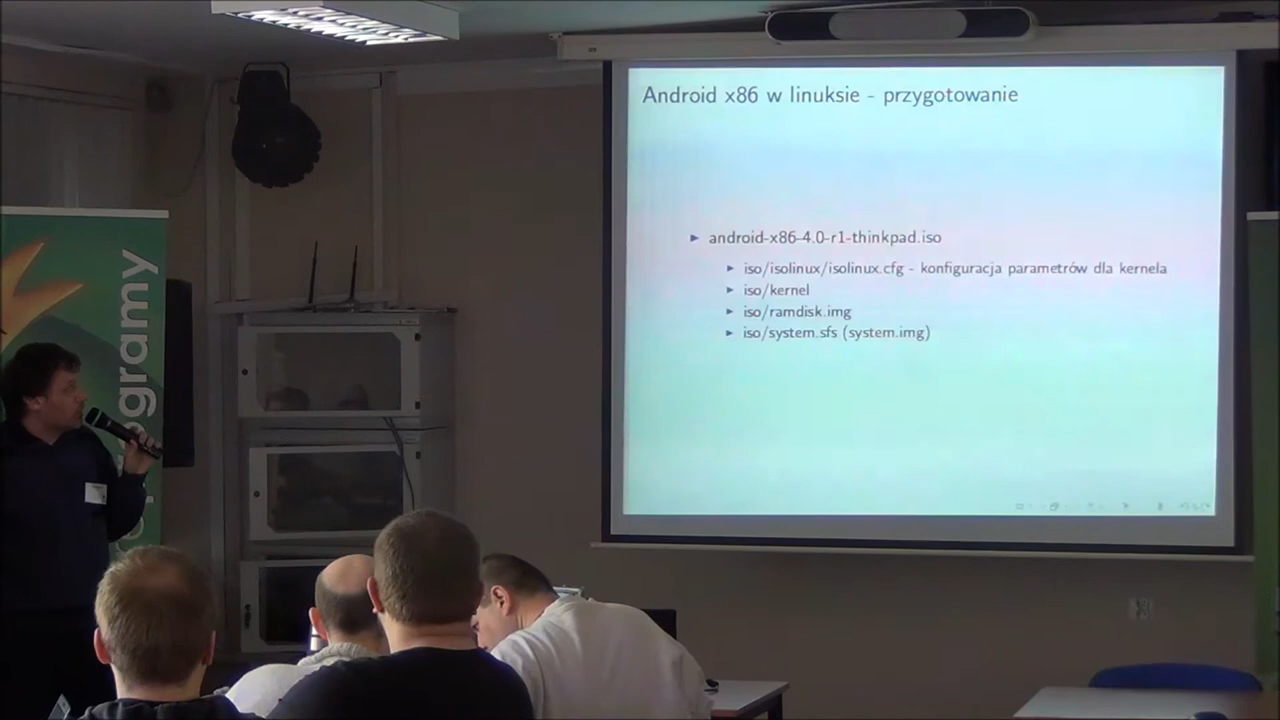 Android x86 w linuksie - przygotowanie
android-x86-4.0-r1-thinkpad.iso
iso/isolinux/isolinux.cfg - konfiguracja parametrów dla kernela
iso/kernel
iso/ramdisk.img
iso/system.sfs (system.img)